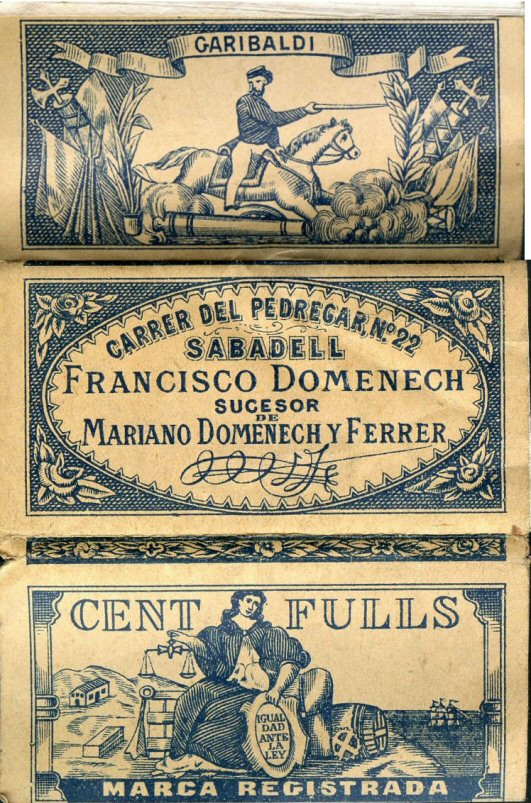 GARIBALDI
CARRER DEL PEDREGAR, Nº 22
SABADELL
FRANCISCO DOMENECH
SUCESOR
DE
MARIANO DOMENECH Y FERRER
CENT FULLS
IGUAL
DAD
ANTE
LA
LEY
MARCA REGISTRADA